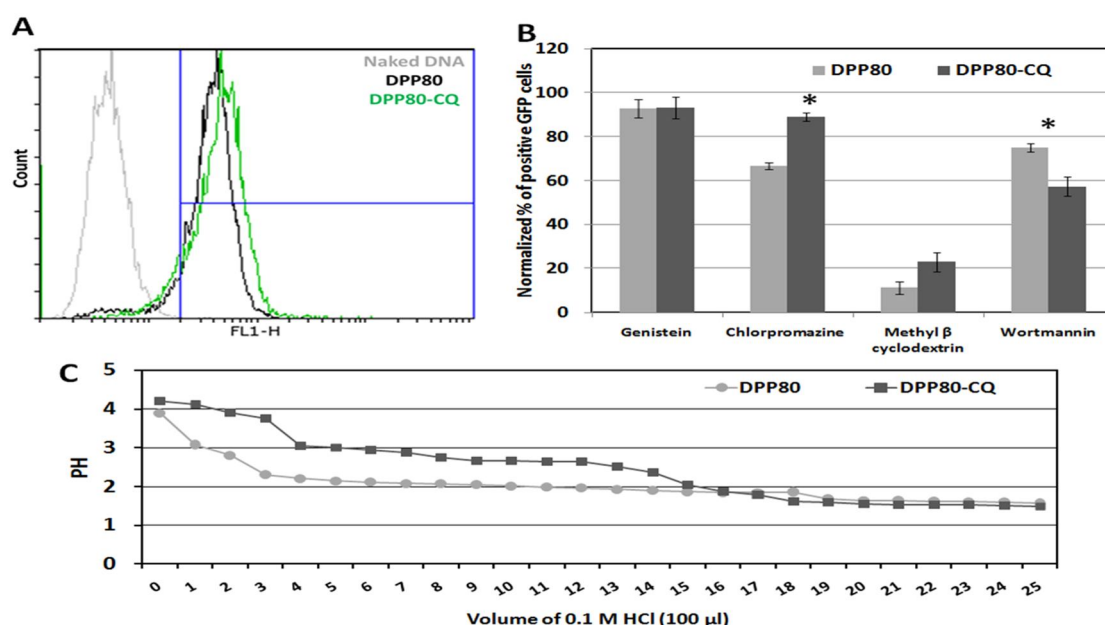 A
Naked DNA
DPP80
DPP80-CQ
Count
FL1-H
B
Normalized % of positive GFP cells
120
100
80
60
40
20
0
DPP80 DPP80-CQ
*
*
Genistein Chlorpromazine Methyl β cyclodextrin Wortmannin
C
PH
5
4
3
2
1
0
DPP80 DPP80-CQ
0 1 2 3 4 5 6 7 8 9 10 11 12 13 14 15 16 17 18 19 20 21 22 23 24 25
Volume of 0.1 M HCl (100 µl)